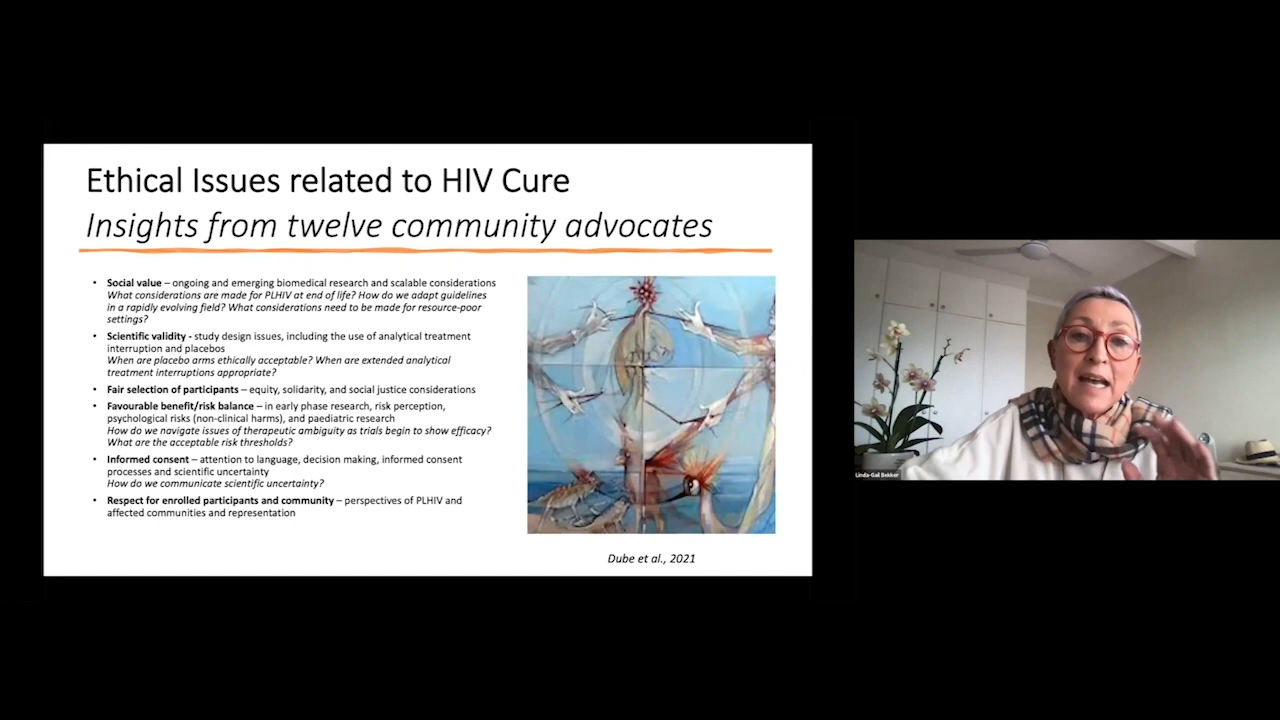 Ethical Issues related to HIV Cure
Insights from twelve community advocates
• Social value – ongoing and emerging biomedical research and scalable considerations
What considerations are made for PLHIV at end of life? How do we adapt guidelines
in a rapidly evolving field? What considerations need to be made for resource-poor
settings?
• Scientific validity - study design issues, including the use of analytical treatment
interruption and placebos
When are placebo arms ethically acceptable? When are extended analytical
treatment interruptions appropriate?
• Fair selection of participants – equity, solidarity, and social justice considerations
• Favourable benefit/risk balance – in early phase research, risk perception,
psychological risks (non-clinical harms), and paediatric research
How do we navigate issues of therapeutic ambiguity as trials begin to show efficacy?
What are the acceptable risk thresholds?
• Informed consent – attention to language, decision making, informed consent
processes and scientific uncertainty
How do we communicate scientific uncertainty?
• Respect for enrolled participants and community – perspectives of PLHIV and
affected communities and representation
Dube et al., 2021
Linda-Gail Bekker